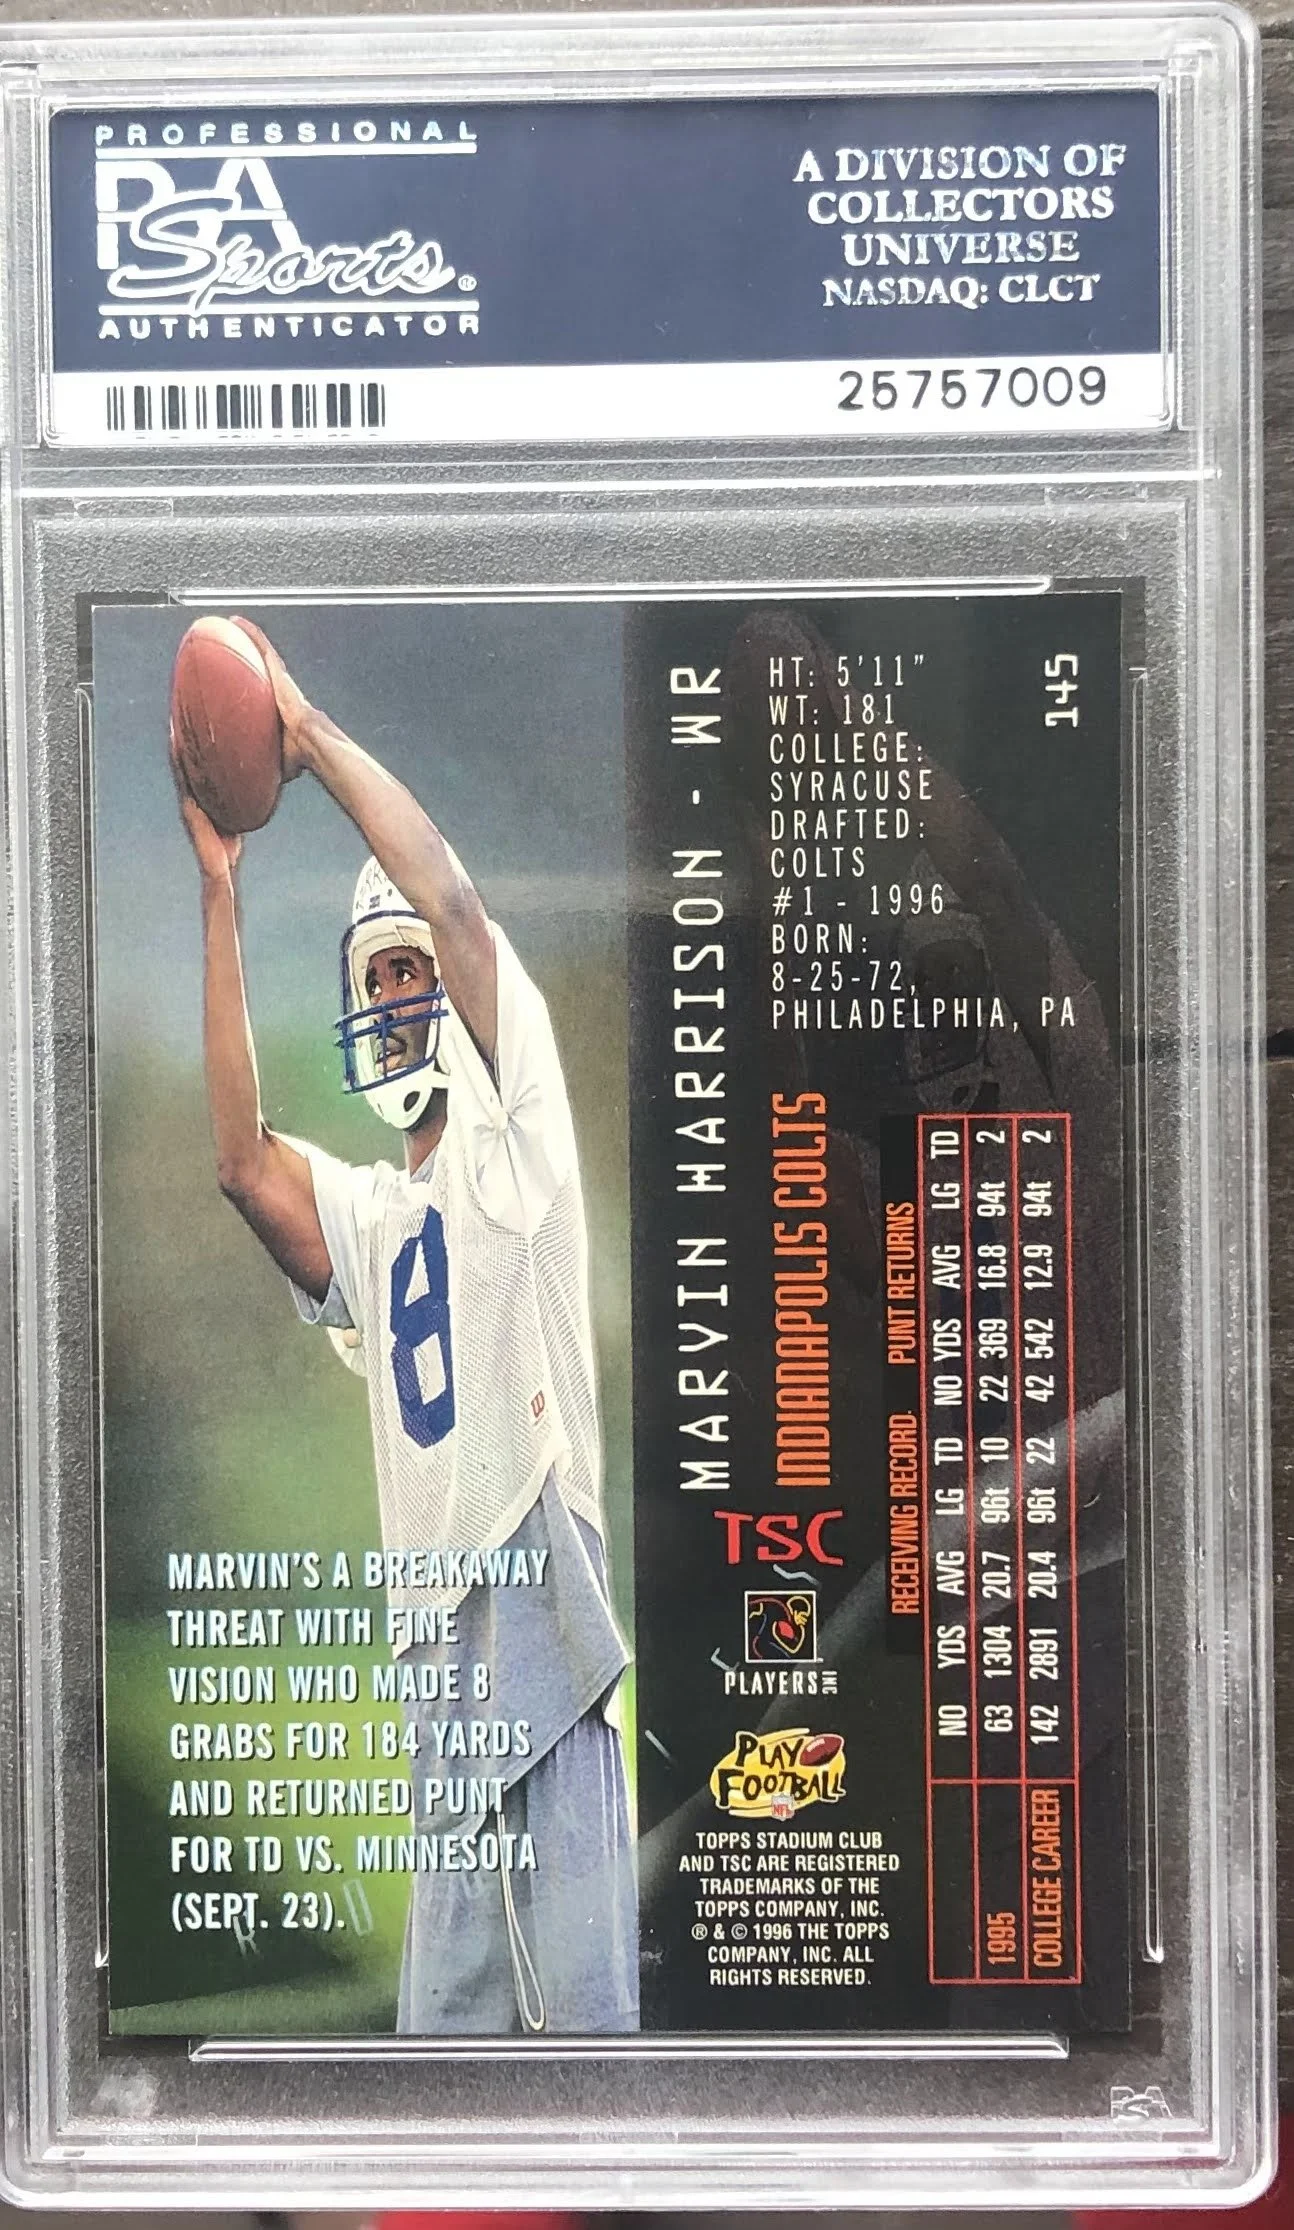 PROFESSIONAL
PSA
Sports®
AUTHENTICATOR
A DIVISION OF
COLLECTORS
UNIVERSE
NASDAQ: CLCT
25757009
145
HT: 5'11"
WT: 181
COLLEGE:
SYRACUSE
DRAFTED:
COLTS
#1 - 1996
BORN:
8-25-72,
PHILADELPHIA, PA
MARVIN HARRISON - WR
INDIANAPOLIS COLTS
8
W
MARVIN'S A BREAKAWAY
THREAT WITH FINE
VISION WHO MADE 8
GRABS FOR 184 YARDS
AND RETURNED PUNT
FOR TD VS. MINNESOTA
(SEPT. 23).
TSC
PLAYERS INC
PLAY
FOOTBALL
NFL
TOPPS STADIUM CLUB
AND TSC ARE REGISTERED
TRADEMARKS OF THE
TOPPS COMPANY, INC.
® & © 1996 THE TOPPS
COMPANY, INC. ALL
RIGHTS RESERVED.
RECEIVING RECORD. PUNT RETURNS
NO YDS AVG LG TD NO YDS AVG LG TD
1995 63 1304 20.7 96t 10 22 369 16.8 94t 2
COLLEGE CAREER 142 2891 20.4 96t 22 42 542 12.9 94t 2
PSA